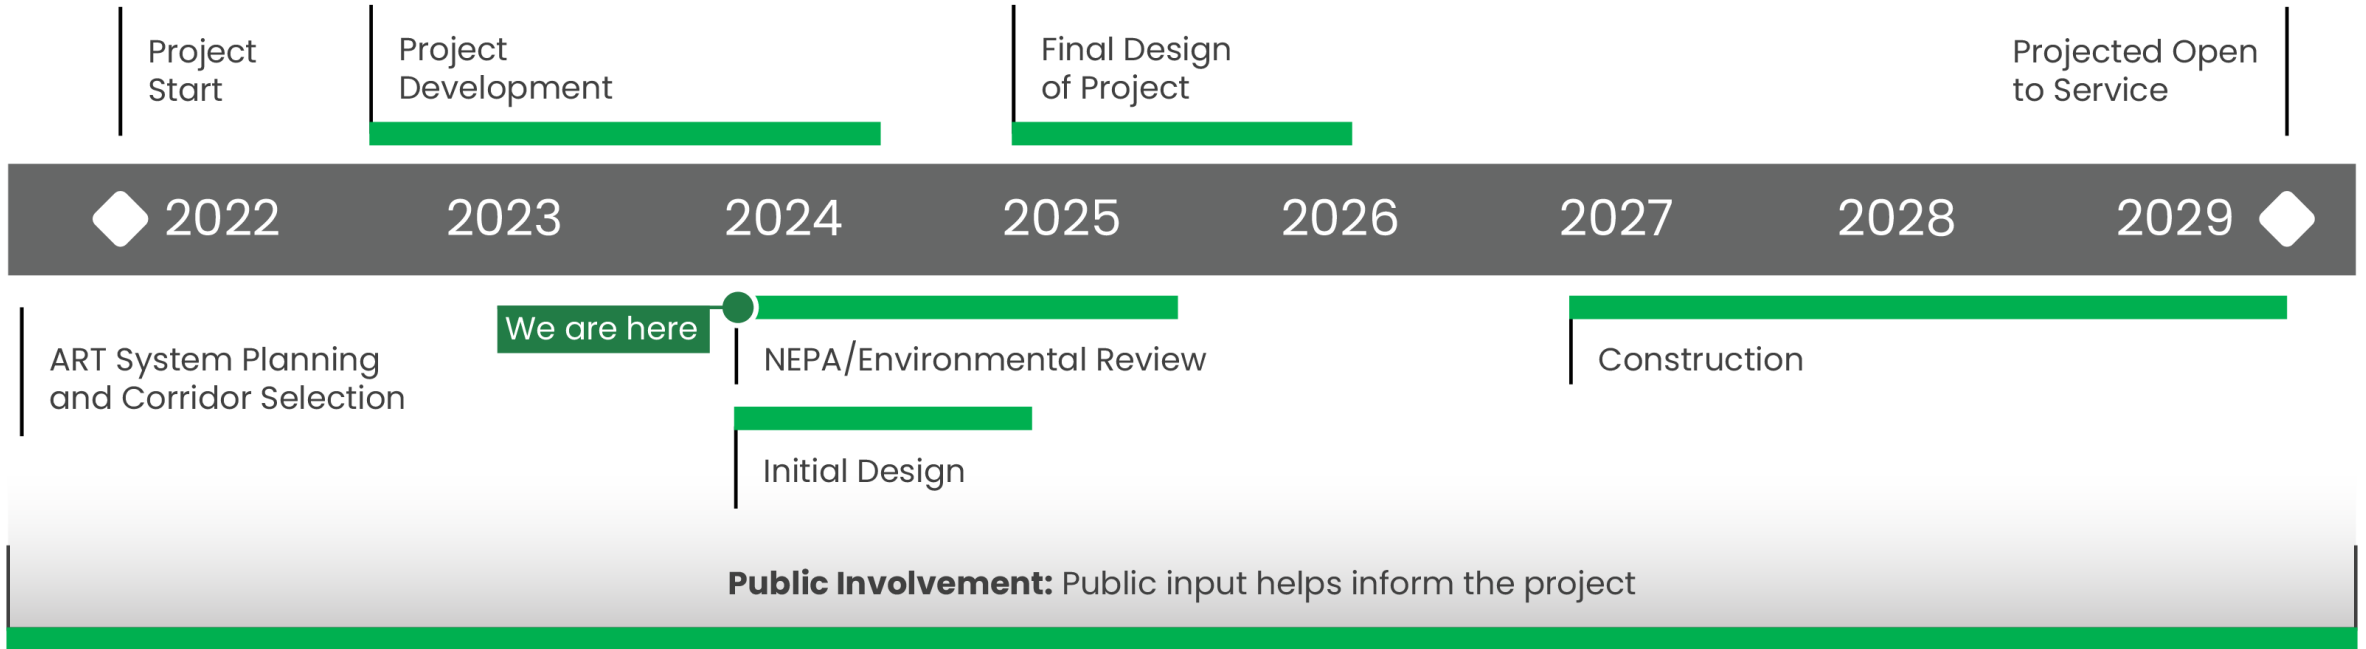 Project
Start
Project
Development
Final Design
of Project
Projected Open
to Service
2022 2023 2024 2025 2026 2027 2028 2029
We are here
ART System Planning
and Corridor Selection
NEPA/Environmental Review
Construction
Initial Design
Public Involvement: Public input helps inform the project